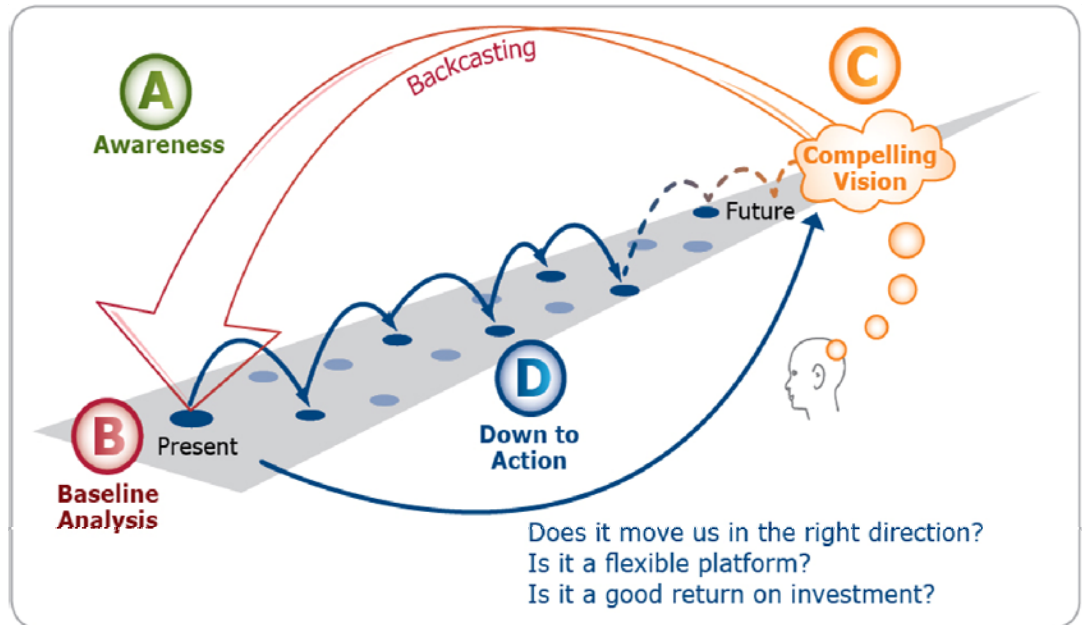 A
Awareness
Backcasting
C
Compelling
Vision
Future
B
Present
Baseline
Analysis
D
Down to
Action
Does it move us in the right direction?
Is it a flexible platform?
Is it a good return on investment?